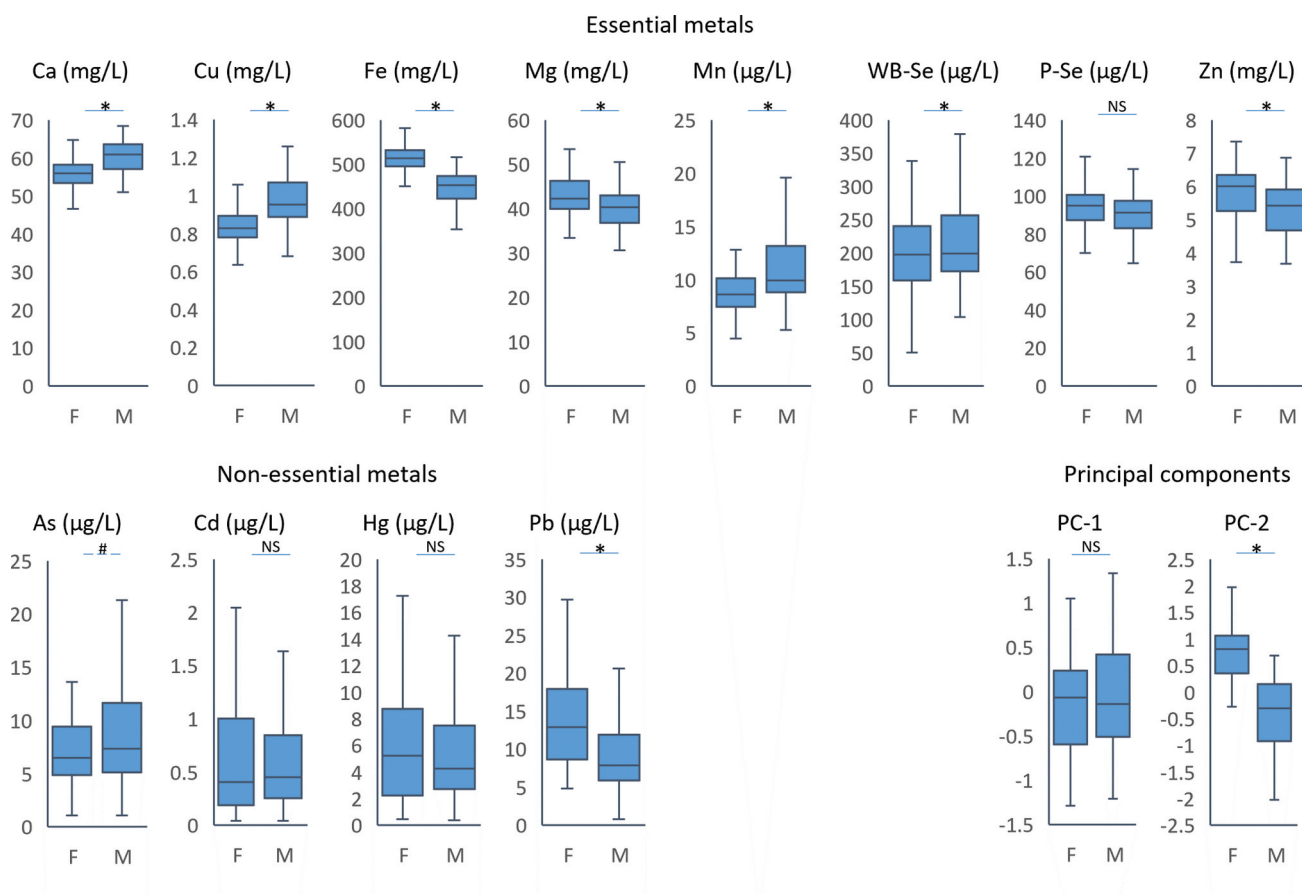 Essential metals
Ca (mg/L) Cu (mg/L) Fe (mg/L) Mg (mg/L) Mn (µg/L) WB-Se (µg/L) P-Se (µg/L) Zn (mg/L)
* * * * * * NS *
70 1.4 600 60 25 400 140 8
60 1.2 500 50 20 350 120 7
50 1 400 40 15 300 100 6
40 0.8 300 30 10 250 80 5
30 0.6 200 20 5 200 60 4
20 0.4 100 10 0 150 40 3
10 0.2 0 0 100 20 2
0 0 50 0 1
0 0
F M F M F M F M F M F M F M F M
Non-essential metals Principal components
As (µg/L) Cd (µg/L) Hg (µg/L) Pb (µg/L) PC-1 PC-2
# NS NS * NS *
25 2.5 20 35 1.5 2.5
20 2 18 30 1 2
15 1.5 16 25 0.5 1.5
10 1 14 20 0 1
5 0.5 12 15 -0.5 0.5
0 0 10 10 -1 0
8 5 -1.5 -0.5
6 0 -1
4 -1.5
2 -2
0 -2.5
F M F M F M F M F M F M